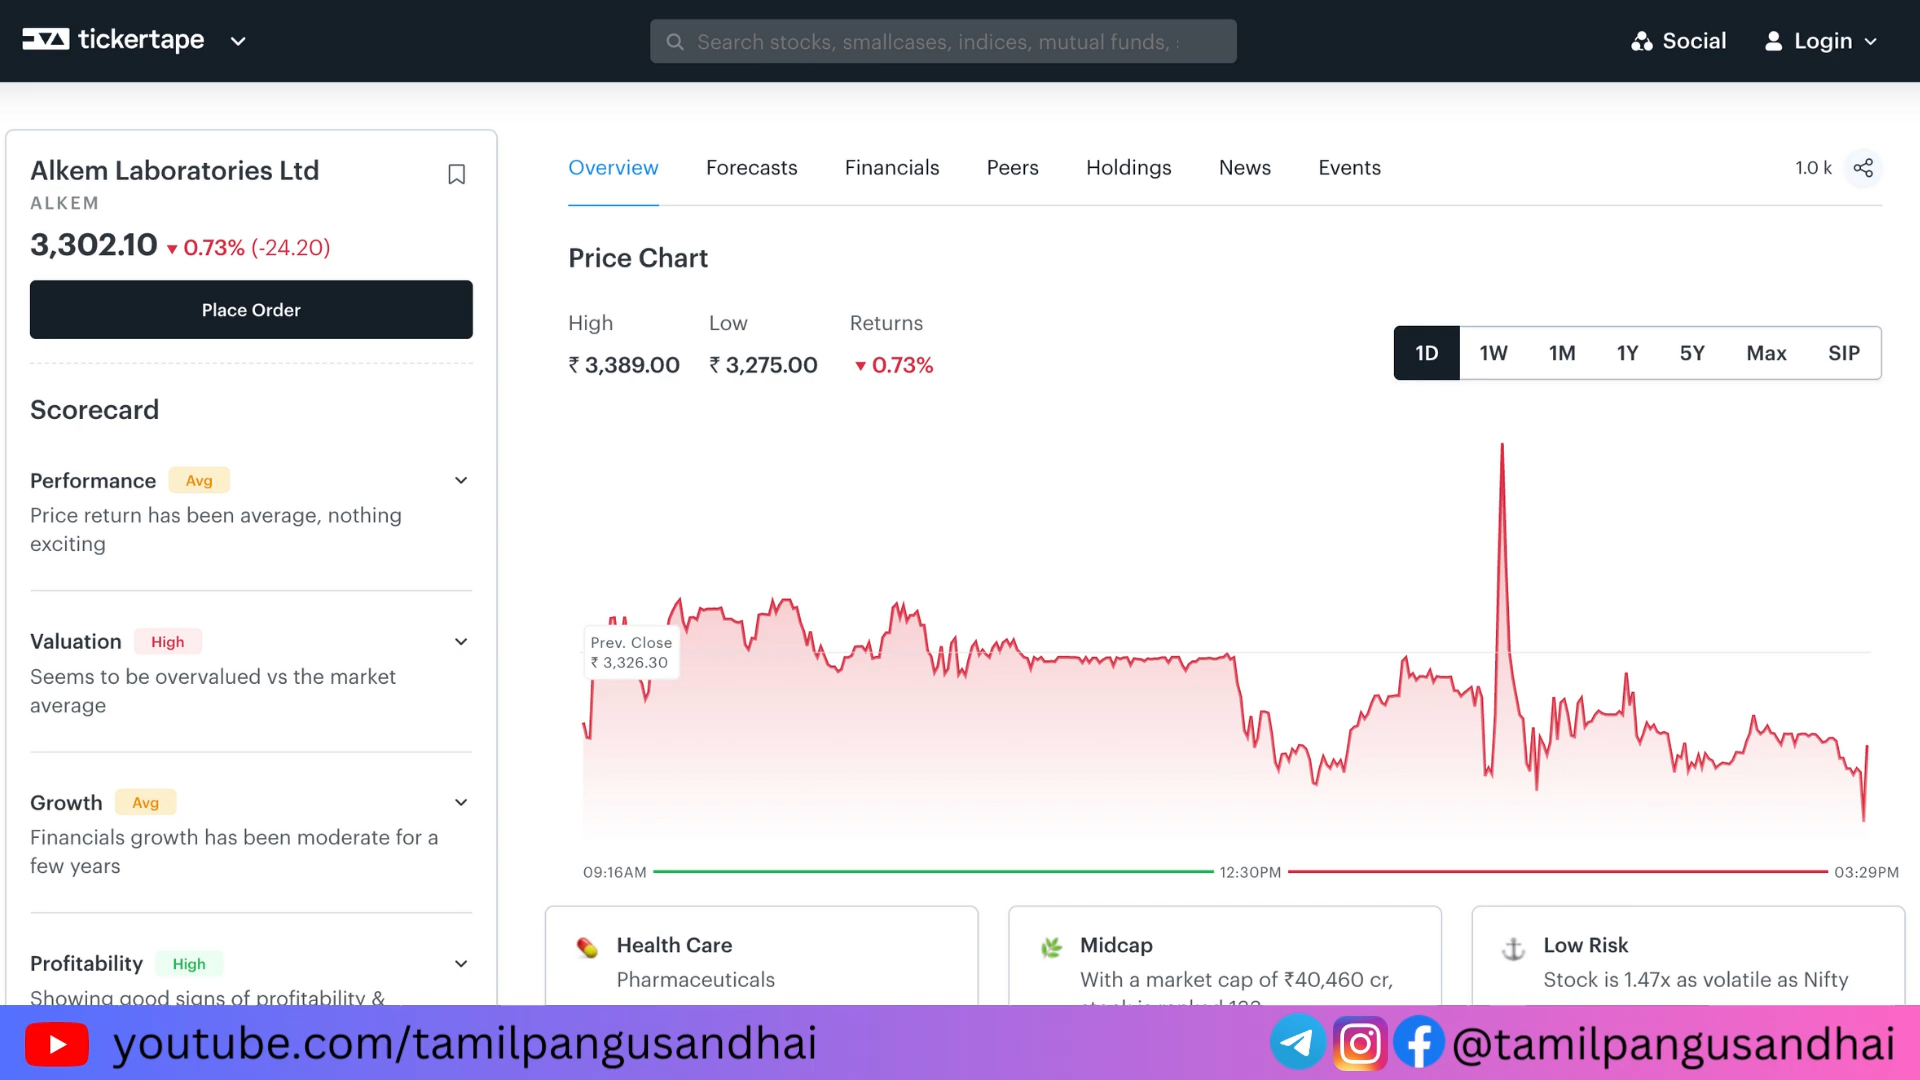 tickertape
Search stocks, smallcases, indices, mutual funds,
Social
Login
Alkem Laboratories Ltd
ALKEM
3,302.10 ▾ 0.73% (-24.20)
Place Order
Scorecard
Performance Avg
Price return has been average, nothing
exciting
Valuation High
Seems to be overvalued vs the market
average
Growth Avg
Financials growth has been moderate for a
few years
Profitability High
Showing good signs of profitability &
Overview Forecasts Financials Peers Holdings News Events
1.0 k
Price Chart
High Low Returns
₹ 3,389.00 ₹ 3,275.00 ▾ 0.73%
1D 1W 1M 1Y 5Y Max SIP
Prev. Close
₹ 3,326.30
09:16AM 12:30PM 03:29PM
Health Care
Pharmaceuticals
Midcap
With a market cap of ₹40,460 cr,
Low Risk
Stock is 1.47x as volatile as Nifty
youtube.com/tamilpangusandhai
@tamilpangusandhai